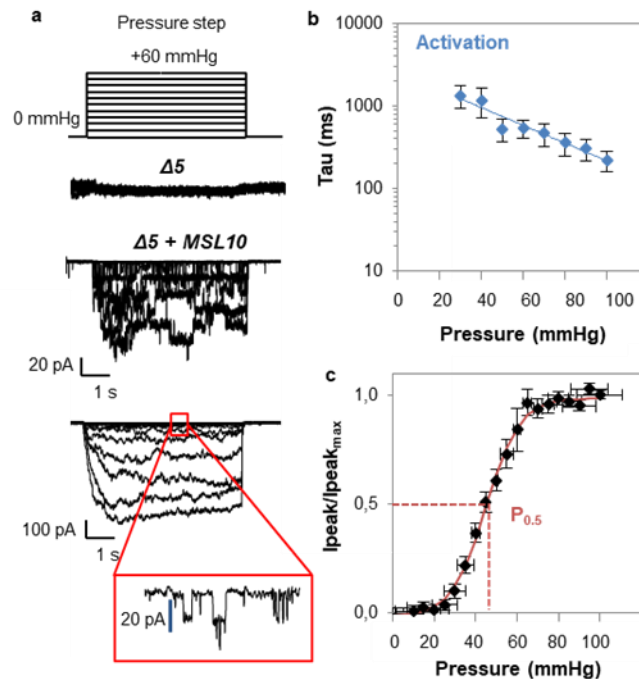 a
Pressure step
+60 mmHg
0 mmHg
Δ5
Δ5 + MSL10
20 pA
1 s
100 pA
1 s
20 pA
b
Activation
10000
1000
100
10
Tau (ms)
0 20 40 60 80 100
Pressure (mmHg)
c
1,0
0,5
0,0
Ipeak/Ipeakmax
P0.5
0 20 40 60 80 100
Pressure (mmHg)